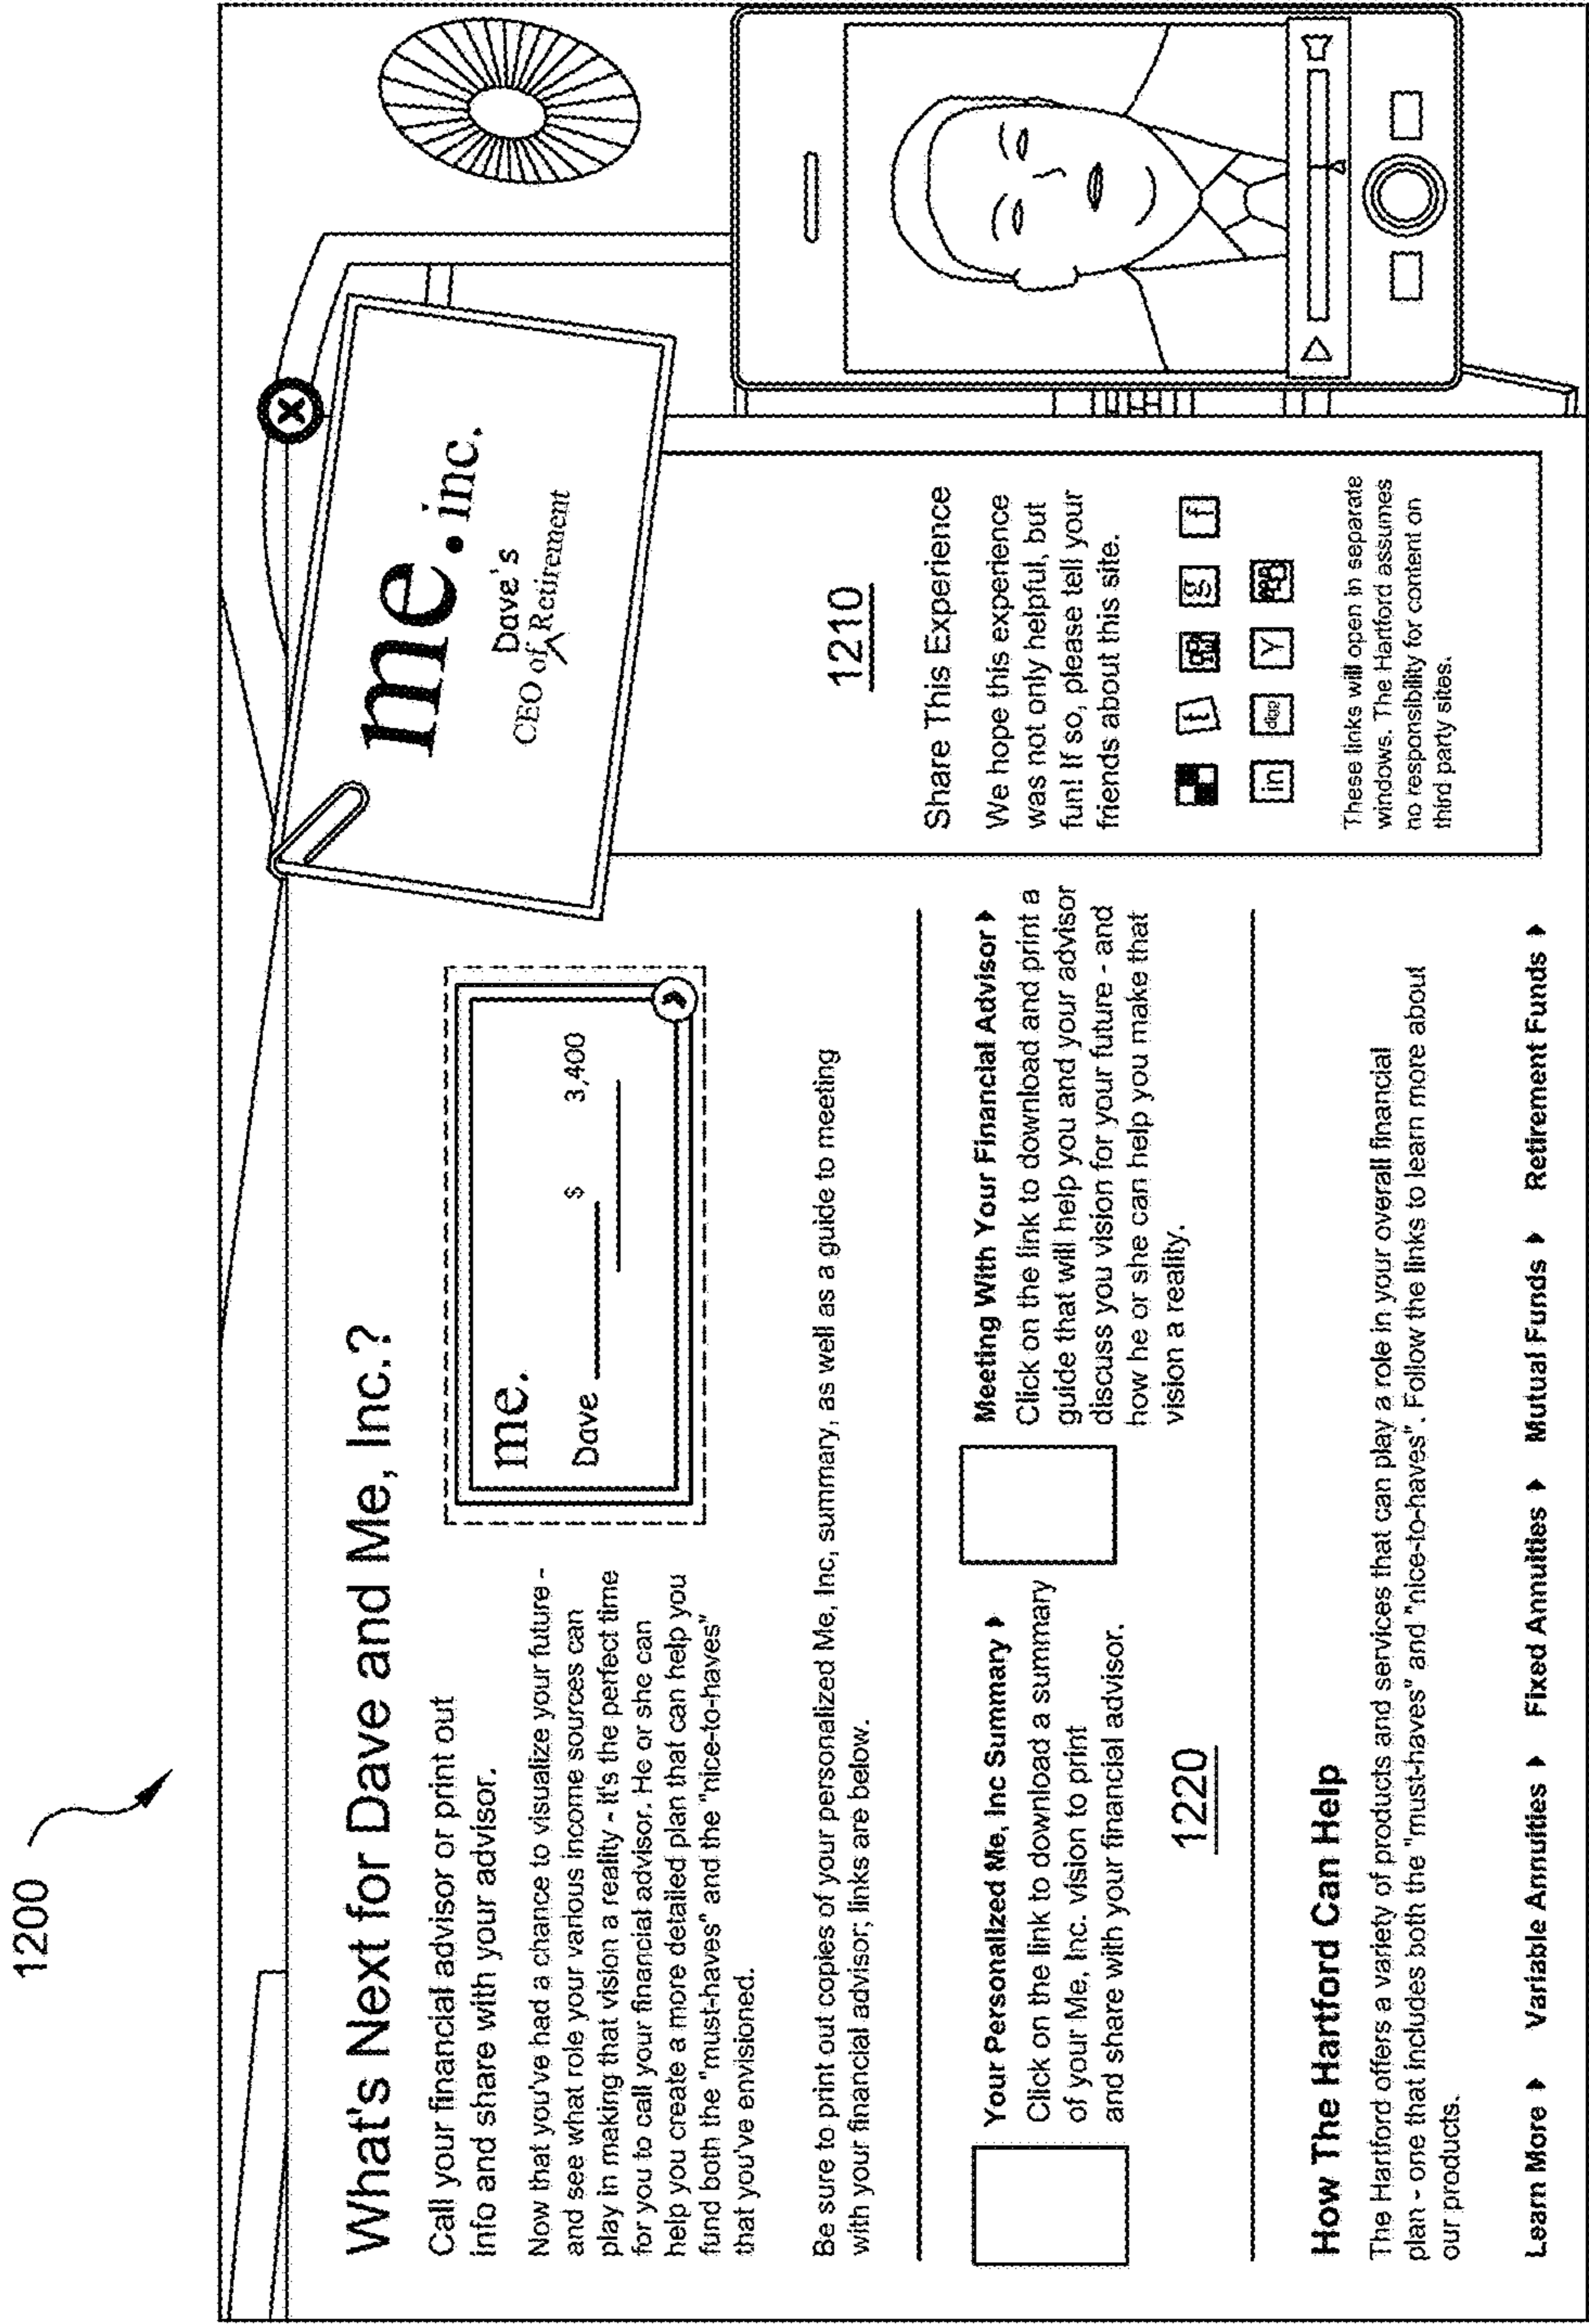 1200
What's Next for Dave and Me, Inc.?
Call your financial advisor or print out
info and share with your advisor.
Now that you've had a chance to visualize your future -
and see what role your various income sources can
play in making that vision a reality - it's the perfect time
for you to call your financial advisor. He or she can
help you create a more detailed plan that can help you
fund both the "must-haves" and the "nice-to-haves"
that you've envisioned.
me.
Dave $ 3,400
Be sure to print out copies of your personalized Me, Inc, summary, as well as a guide to meeting
with your financial advisor; links are below.
Your Personalized Me, Inc Summary
Click on the link to download a summary
of your Me, Inc. vision to print
and share with your financial advisor.
1220
Meeting With Your Financial Advisor
Click on the link to download and print a
guide that will help you and your advisor
discuss you vision for your future - and
how he or she can help you make that
vision a reality.
How The Hartford Can Help
The Hartford offers a variety of products and services that can play a role in your overall financial
plan - one that includes both the "must-haves" and "nice-to-haves". Follow the links to learn more about
our products.
Learn More Variable Annuities Fixed Annuities Mutual Funds Retirement Funds
me.inc.
Dave's
CEO of Retirement
1210
Share This Experience
We hope this experience
was not only helpful, but
fun! If so, please tell your
friends about this site.
t g f
in digg Y
These links will open in separate
windows. The Hartford assumes
no responsibility for content on
third party sites.